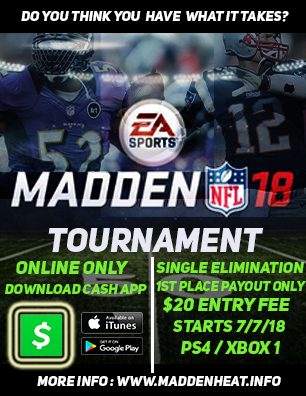 DO YOU THINK YOU HAVE WHAT IT TAKES?
52
12
EA
SPORTS
MADDEN NFL 18
TOURNAMENT
ONLINE ONLY
DOWNLOAD CASH APP
$
Available on
iTunes
GET IT ON
Google Play
SINGLE ELIMINATION
1ST PLACE PAYOUT ONLY
$20 ENTRY FEE
STARTS 7/7/18
PS4 / XBOX 1
MORE INFO : WWW.MADDENHEAT.INFO